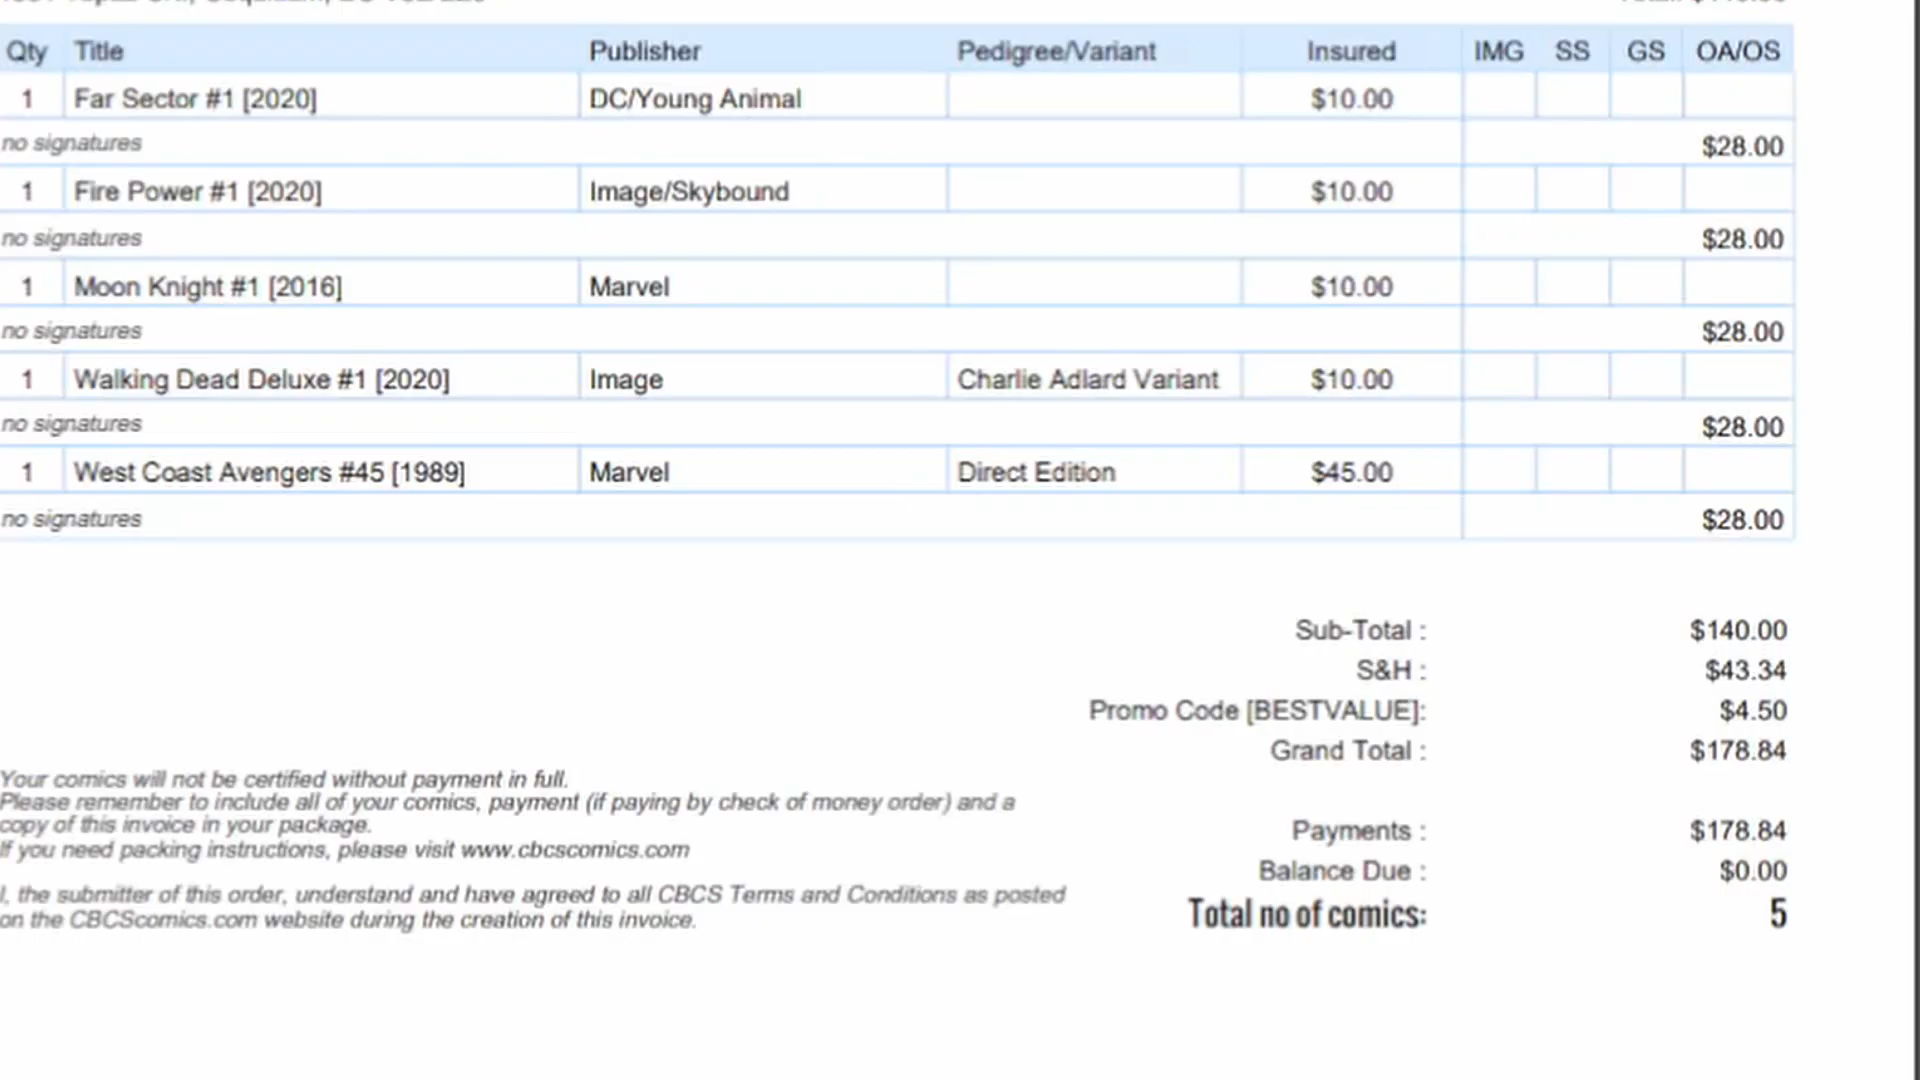 Qty Title Publisher Pedigree/Variant Insured IMG SS GS OA/OS
1 Far Sector #1 [2020] DC/Young Animal $10.00
no signatures $28.00
1 Fire Power #1 [2020] Image/Skybound $10.00
no signatures $28.00
1 Moon Knight #1 [2016] Marvel $10.00
no signatures $28.00
1 Walking Dead Deluxe #1 [2020] Image Charlie Adlard Variant $10.00
no signatures $28.00
1 West Coast Avengers #45 [1989] Marvel Direct Edition $45.00
no signatures $28.00
Sub-Total : $140.00
S&H : $43.34
Promo Code [BESTVALUE]: $4.50
Grand Total : $178.84
Your comics will not be certified without payment in full.
Please remember to include all of your comics, payment (if paying by check of money order) and a
copy of this invoice in your package.
If you need packing instructions, please visit www.cbcscomics.com
Payments : $178.84
Balance Due : $0.00
I, the submitter of this order, understand and have agreed to all CBCS Terms and Conditions as posted
on the CBCScomics.com website during the creation of this invoice.
Total no of comics: 5